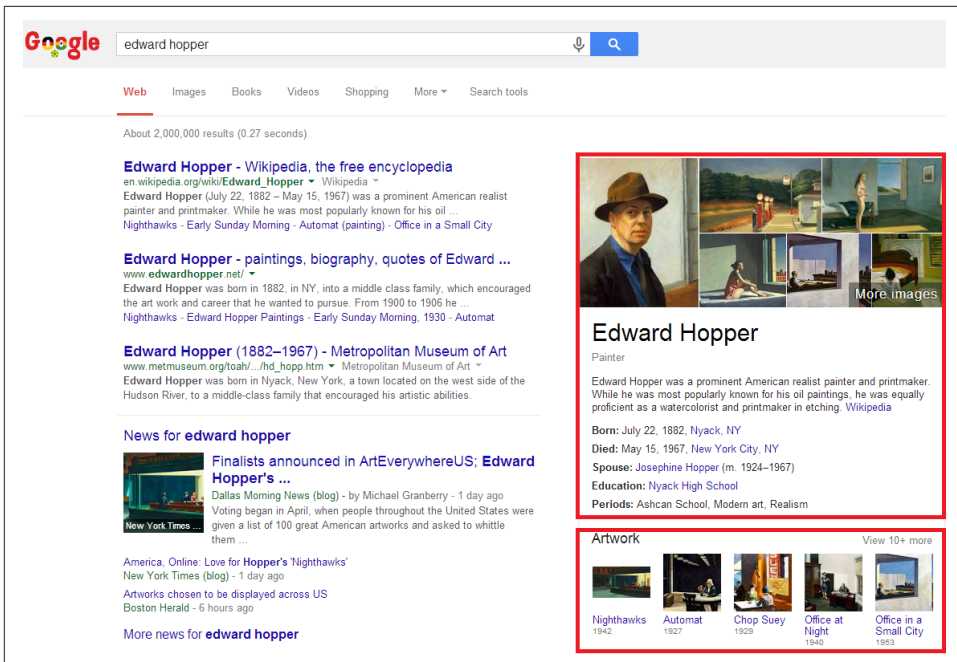 Google
edward hopper
Web Images Books Videos Shopping More Search tools
About 2,000,000 results (0.27 seconds)
Edward Hopper - Wikipedia, the free encyclopedia
en.wikipedia.org/wiki/Edward_Hopper Wikipedia
Edward Hopper (July 22, 1882 – May 15, 1967) was a prominent American realist
painter and printmaker. While he was most popularly known for his oil ...
Nighthawks - Early Sunday Morning - Automat (painting) - Office in a Small City
Edward Hopper - paintings, biography, quotes of Edward ...
www.edwardhopper.net/
Edward Hopper was born in 1882, in NY, into a middle class family, which encouraged
the art work and career that he wanted to pursue. From 1900 to 1906 he ...
Nighthawks - Edward Hopper Paintings - Early Sunday Morning, 1930 - Automat
Edward Hopper (1882–1967) - Metropolitan Museum of Art
www.metmuseum.org/toah/.../hd_hopp.htm Metropolitan Museum of Art
Edward Hopper was born in Nyack, New York, a town located on the west side of the
Hudson River, to a middle-class family that encouraged his artistic abilities.
News for edward hopper
Finalists announced in ArtEverywhereUS; Edward
Hopper's ...
Dallas Morning News (blog) - by Michael Granberry - 1 day ago
Voting began in April, when people throughout the United States were
given a list of 100 great American artworks and asked to whittle
them ...
New York Times ...
America, Online: Love for Hopper's 'Nighthawks'
New York Times (blog) - 1 day ago
Artworks chosen to be displayed across US
Boston Herald - 6 hours ago
More news for edward hopper
More images
Edward Hopper
Painter
Edward Hopper was a prominent American realist painter and printmaker.
While he was most popularly known for his oil paintings, he was equally
proficient as a watercolorist and printmaker in etching. Wikipedia
Born: July 22, 1882, Nyack, NY
Died: May 15, 1967, New York City, NY
Spouse: Josephine Hopper (m. 1924–1967)
Education: Nyack High School
Periods: Ashcan School, Modern art, Realism
Artwork View 10+ more
Nighthawks
1942
Automat
1927
Chop Suey
1929
Office at
Night
1940
Office in a
Small City
1953